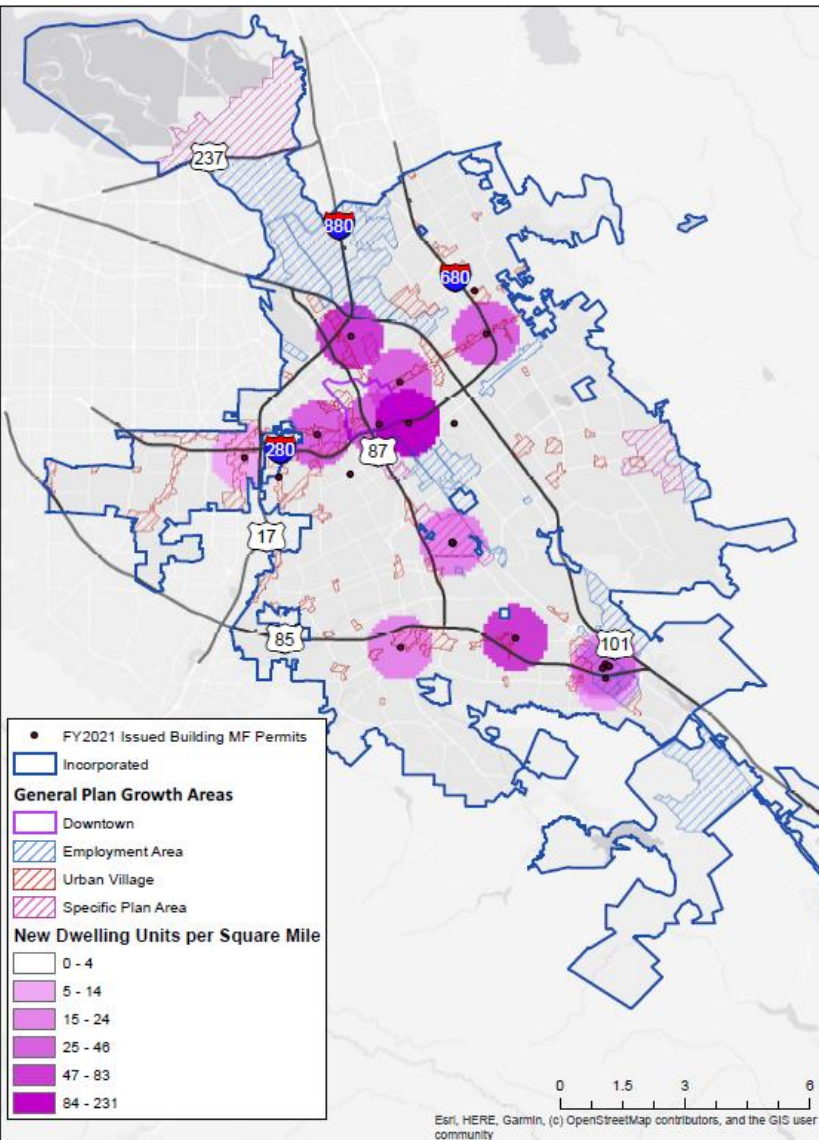 237
880
680
280
87
17
85
101
FY2021 Issued Building MF Permits
Incorporated
General Plan Growth Areas
Downtown
Employment Area
Urban Village
Specific Plan Area
New Dwelling Units per Square Mile
0 - 4
5 - 14
15 - 24
25 - 46
47 - 83
84 - 231
0 1.5 3 6
Esri, HERE, Garmin, (c) OpenStreetMap contributors, and the GIS user
community